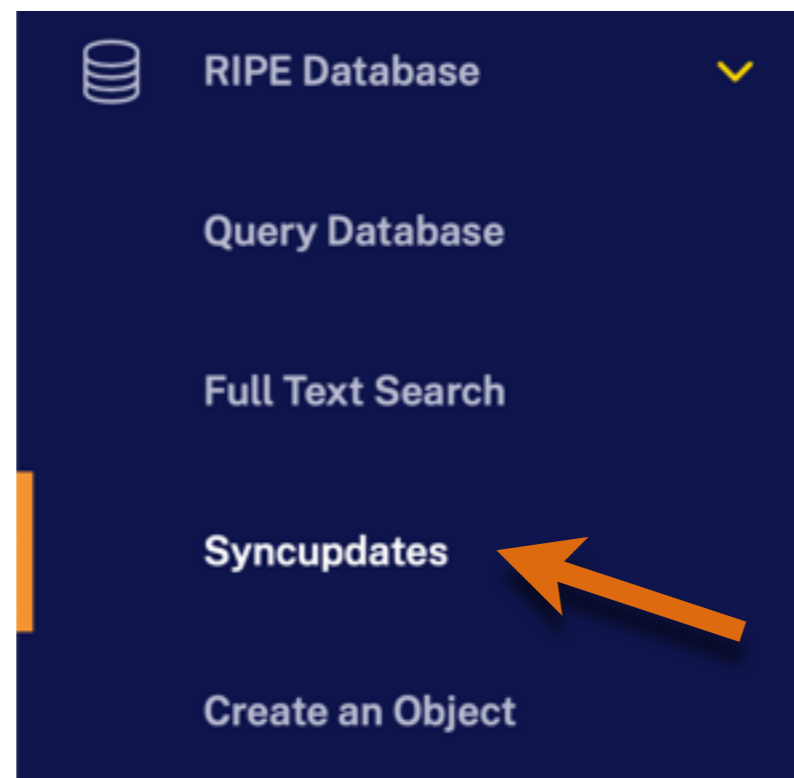 RIPE Database
Query Database
Full Text Search
Syncupdates
Create an Object